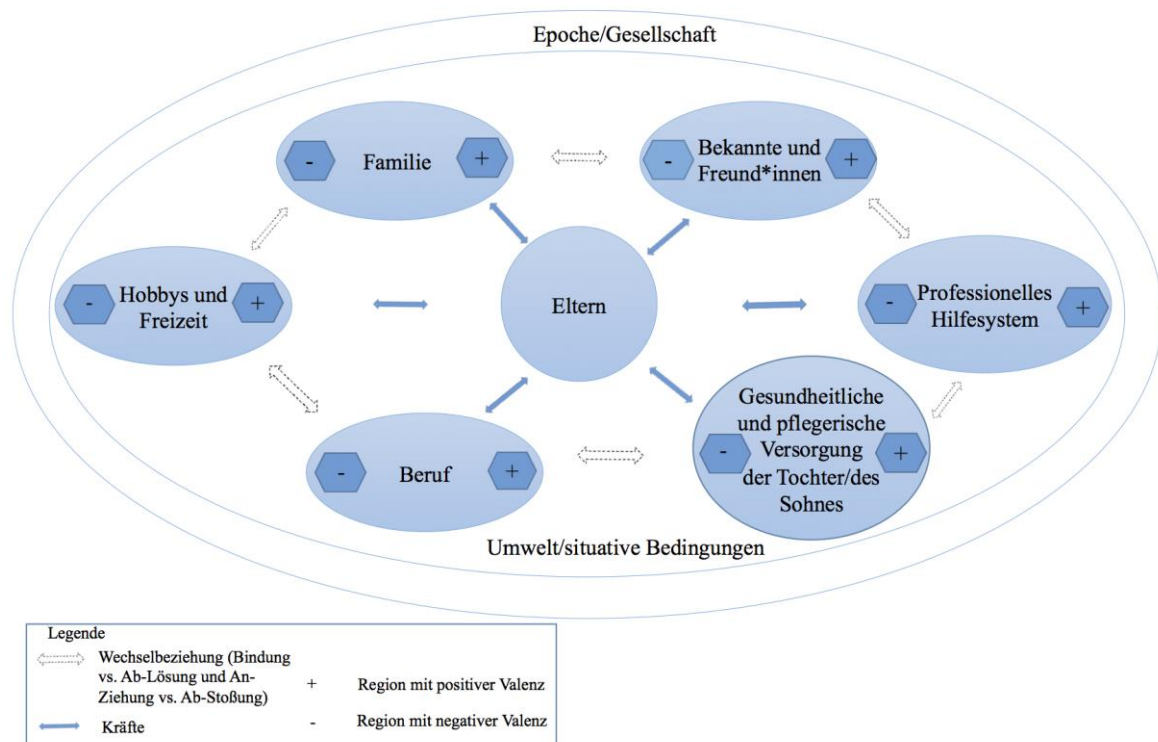 Epoche/Gesellschaft
- Familie +
- Bekannte und
Freund*innen +
- Hobbys und
Freizeit +
Eltern
- Professionelles
Hilfesystem +
- Beruf +
Gesundheitliche
und pflegerische
- Versorgung +
der Tochter/des
Sohnes
Umwelt/situative Bedingungen
Legende
Wechselbeziehung (Bindung
vs. Ab-Lösung und An-
Ziehung vs. Ab-Stoßung)
+ Region mit positiver Valenz
Kräfte
- Region mit negativer Valenz